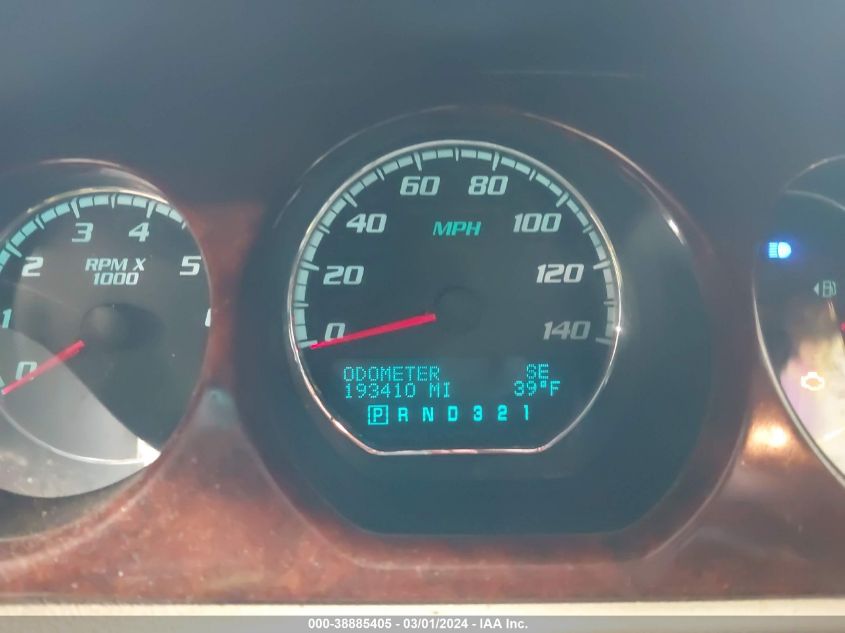 60 80
3 4 40 MPH 100
2 RPM X 5 20 120
1000
1 0 140
0 ODOMETER SE
193410 MI 39°F
P R N D 3 2 1
000-38885405 - 03/01/2024 - IAA Inc.